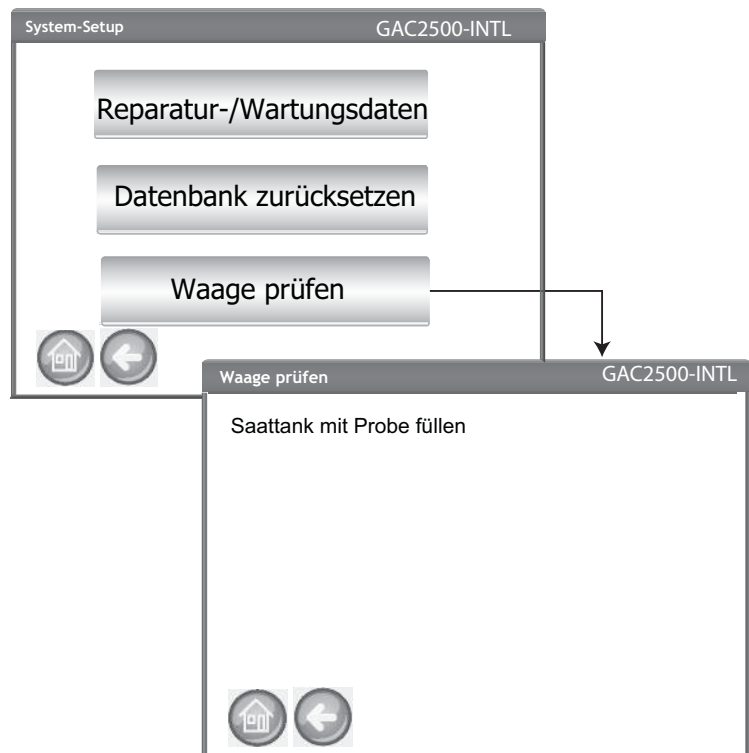 System-Setup GAC2500-INTL
Reparatur-/Wartungsdaten
Datenbank zurücksetzen
Waage prüfen
Waage prüfen GAC2500-INTL
Saattank mit Probe füllen